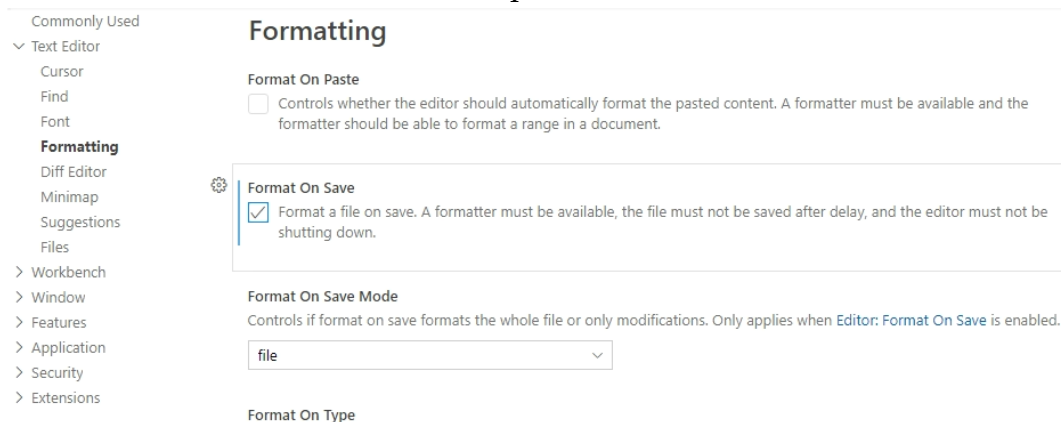 Commonly Used
Text Editor
Cursor
Find
Font
Formatting
Diff Editor
Minimap
Suggestions
Files
Workbench
Window
Features
Application
Security
Extensions
Formatting
Format On Paste
Controls whether the editor should automatically format the pasted content. A formatter must be available and the
formatter should be able to format a range in a document.
Format On Save
Format a file on save. A formatter must be available, the file must not be saved after delay, and the editor must not be
shutting down.
Format On Save Mode
Controls if format on save formats the whole file or only modifications. Only applies when Editor: Format On Save is enabled.
file
Format On Type